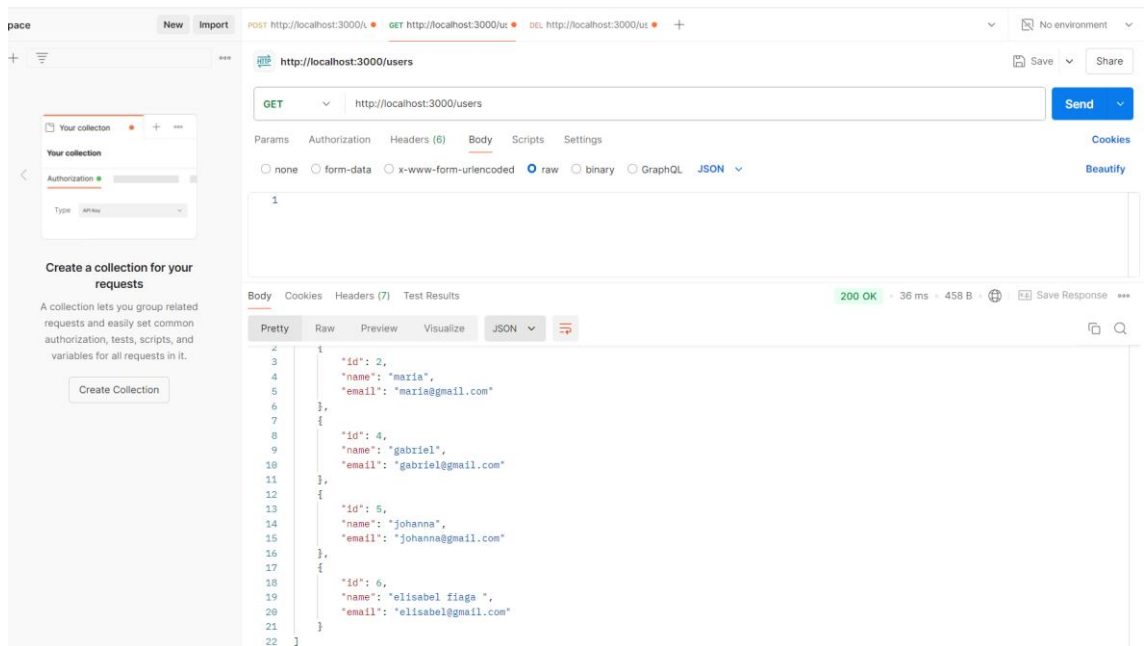 pace New Import
POST http://localhost:3000/u GET http://localhost:3000/us DEL http://localhost:3000/us
No environment
HTTP http://localhost:3000/users
Save Share
GET http://localhost:3000/users
Send
Params Authorization Headers (6) Body Scripts Settings Cookies
none form-data x-www-form-urlencoded raw binary GraphQL JSON Beautify
1
Your collecton
Your collection
Authorization
Type API Key
Create a collection for your
requests
A collection lets you group related
requests and easily set common
authorization, tests, scripts, and
variables for all requests in it.
Create Collection
Body Cookies Headers (7) Test Results 200 OK 36 ms 458 B Save Response
Pretty Raw Preview Visualize JSON
2 {
3 "id": 2,
4 "name": "maria",
5 "email": "maria@gmail.com"
6 },
7 {
8 "id": 4,
9 "name": "gabriel",
10 "email": "gabriel@gmail.com"
11 },
12 {
13 "id": 5,
14 "name": "johanna",
15 "email": "johanna@gmail.com"
16 },
17 {
18 "id": 6,
19 "name": "elisabel fiaga ",
20 "email": "elisabel@gmail.com"
21 }
22 ]